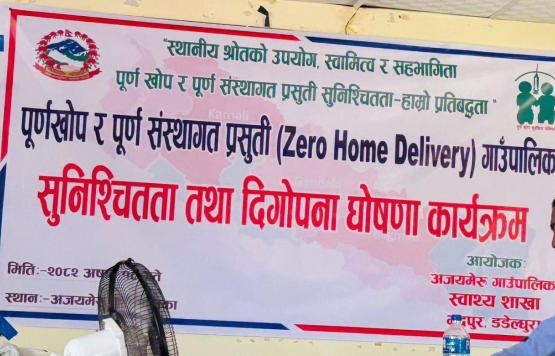 "स्थानीय श्रोतको उपयोग, स्वामित्व र सहभागिता
पूर्ण खोप र पूर्ण संस्थागत प्रसुती सुनिश्चितता-हाम्रो प्रतिबद्धता"
पूर्णखोप र पूर्ण संस्थागत प्रसुती (Zero Home Delivery) गाउँपालिक
सुनिश्चितता तथा दिगोपना घोषणा कार्यक्रम
मिति:-२०८२
आयोजक:
अजयमेरु गाउँपालिक
स्थान:-अजयमे
स्वाथ्य शाखा
डडेल्धुरा
Karnali